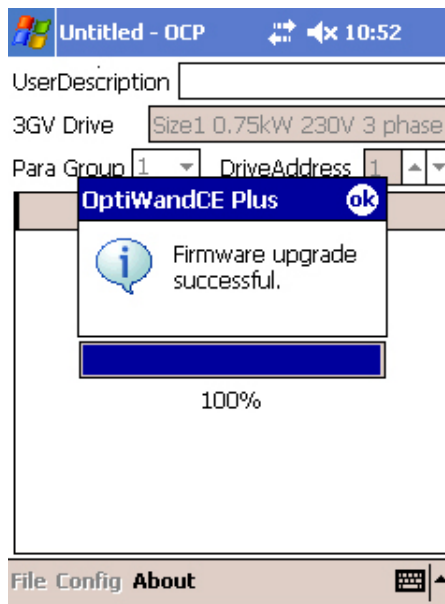 Untitled - OCP 10:52
UserDescription
3GV Drive Size1 0.75kW 230V 3 phase
Para Group 1 DriveAddress 1
OptiWandCE Plus ok
Firmware upgrade
successful.
100%
File Config About